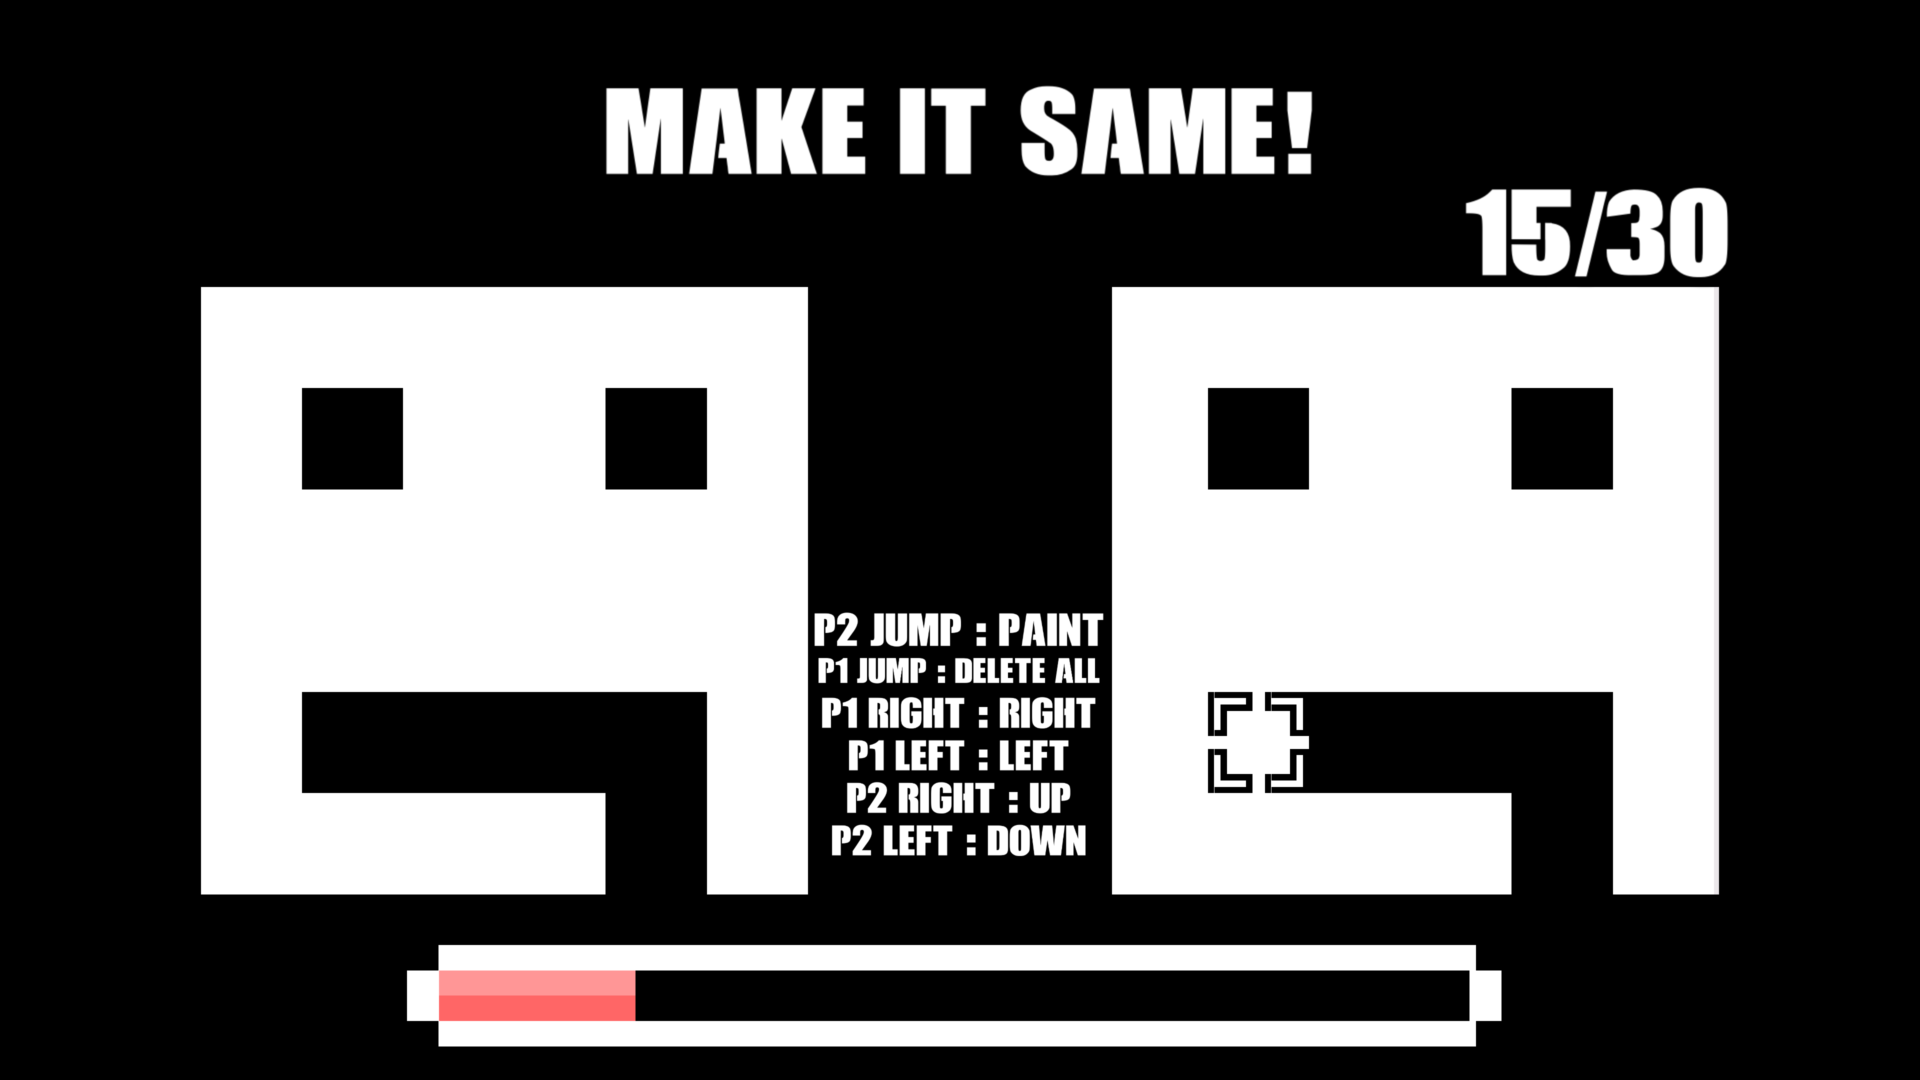 MAKE IT SAME!
15/30
P2 JUMP : PAINT
P1 JUMP : DELETE ALL
P1 RIGHT : RIGHT
P1 LEFT : LEFT
P2 RIGHT : UP
P2 LEFT : DOWN